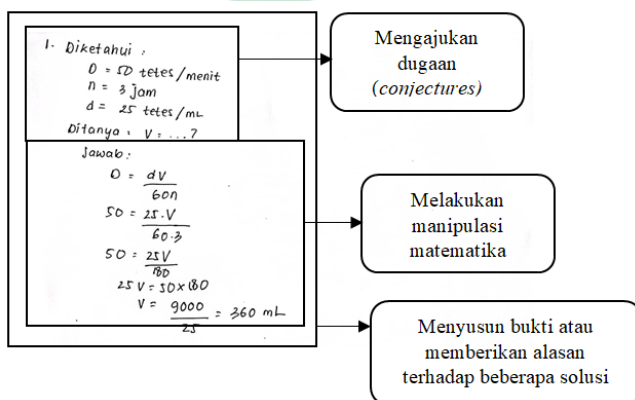 1. Diketahui :
D = 50 tetes/menit
n = 3 jam
d = 25 tetes/mL
Ditanya : V = ...?
Jawab :
D = dV
60n
50 = 25.V
60.3
50 = 25V
180
25 V = 50 x 180
V = 9000 = 360 mL
25
Mengajukan
dugaan
(conjectures)
Melakukan
manipulasi
matematika
Menyusun bukti atau
memberikan alasan
terhadap beberapa solusi